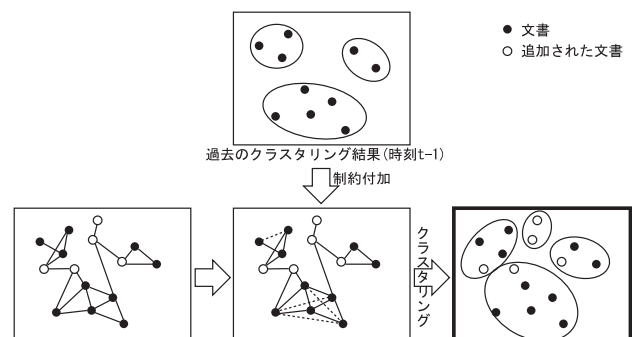 文書
追加された文書
過去のクラスタリング結果(時刻t-1)
制約付加
クラスタリング